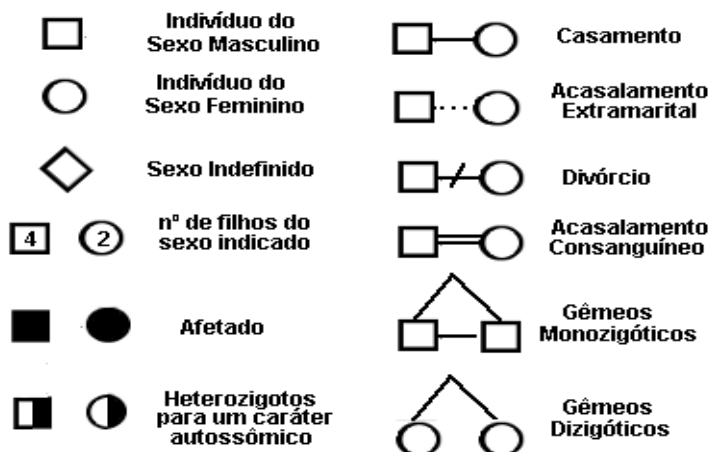 Indivíduo do
Sexo Masculino
Indivíduo do
Sexo Feminino
Sexo Indefinido
4 2
nº de filhos do
sexo indicado
Afetado
Heterozigotos
para um caráter
autossômico
Casamento
Acasalamento
Extramarital
Divórcio
Acasalamento
Consanguíneo
Gêmeos
Monozigóticos
Gêmeos
Dizigóticos